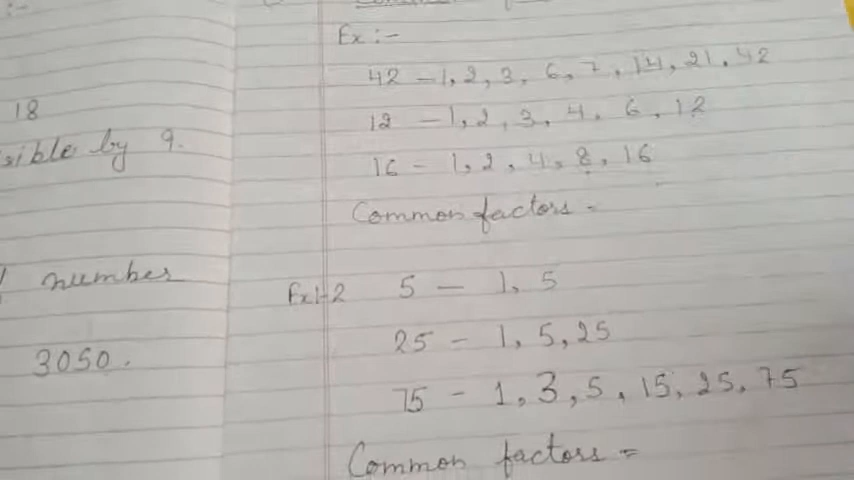 18
sible by 9.
number
3050.
Ex :-
42 - 1, 2, 3, 6, 7, 14, 21, 42
12 - 1, 2, 3, 4, 6, 12
16 - 1, 2, 4, 8, 16
Common factors =
Ex:-2 5 - 1, 5
25 - 1, 5, 25
75 - 1, 3, 5, 15, 25, 75
Common factors =